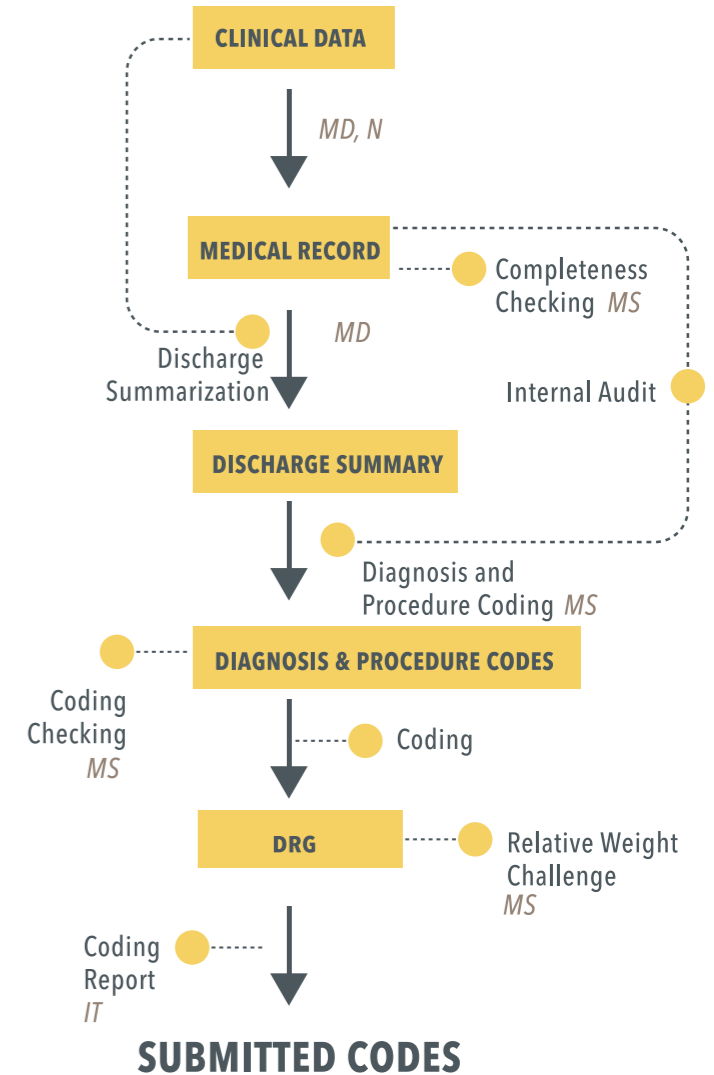 CLINICAL DATA
MD, N
MEDICAL RECORD
Completeness
Checking MS
MD
Discharge
Summarization
Internal Audit
DISCHARGE SUMMARY
Diagnosis and
Procedure Coding MS
DIAGNOSIS & PROCEDURE CODES
Coding
Checking
MS
Coding
DRG
Relative Weight
Challenge
MS
Coding
Report
IT
SUBMITTED CODES